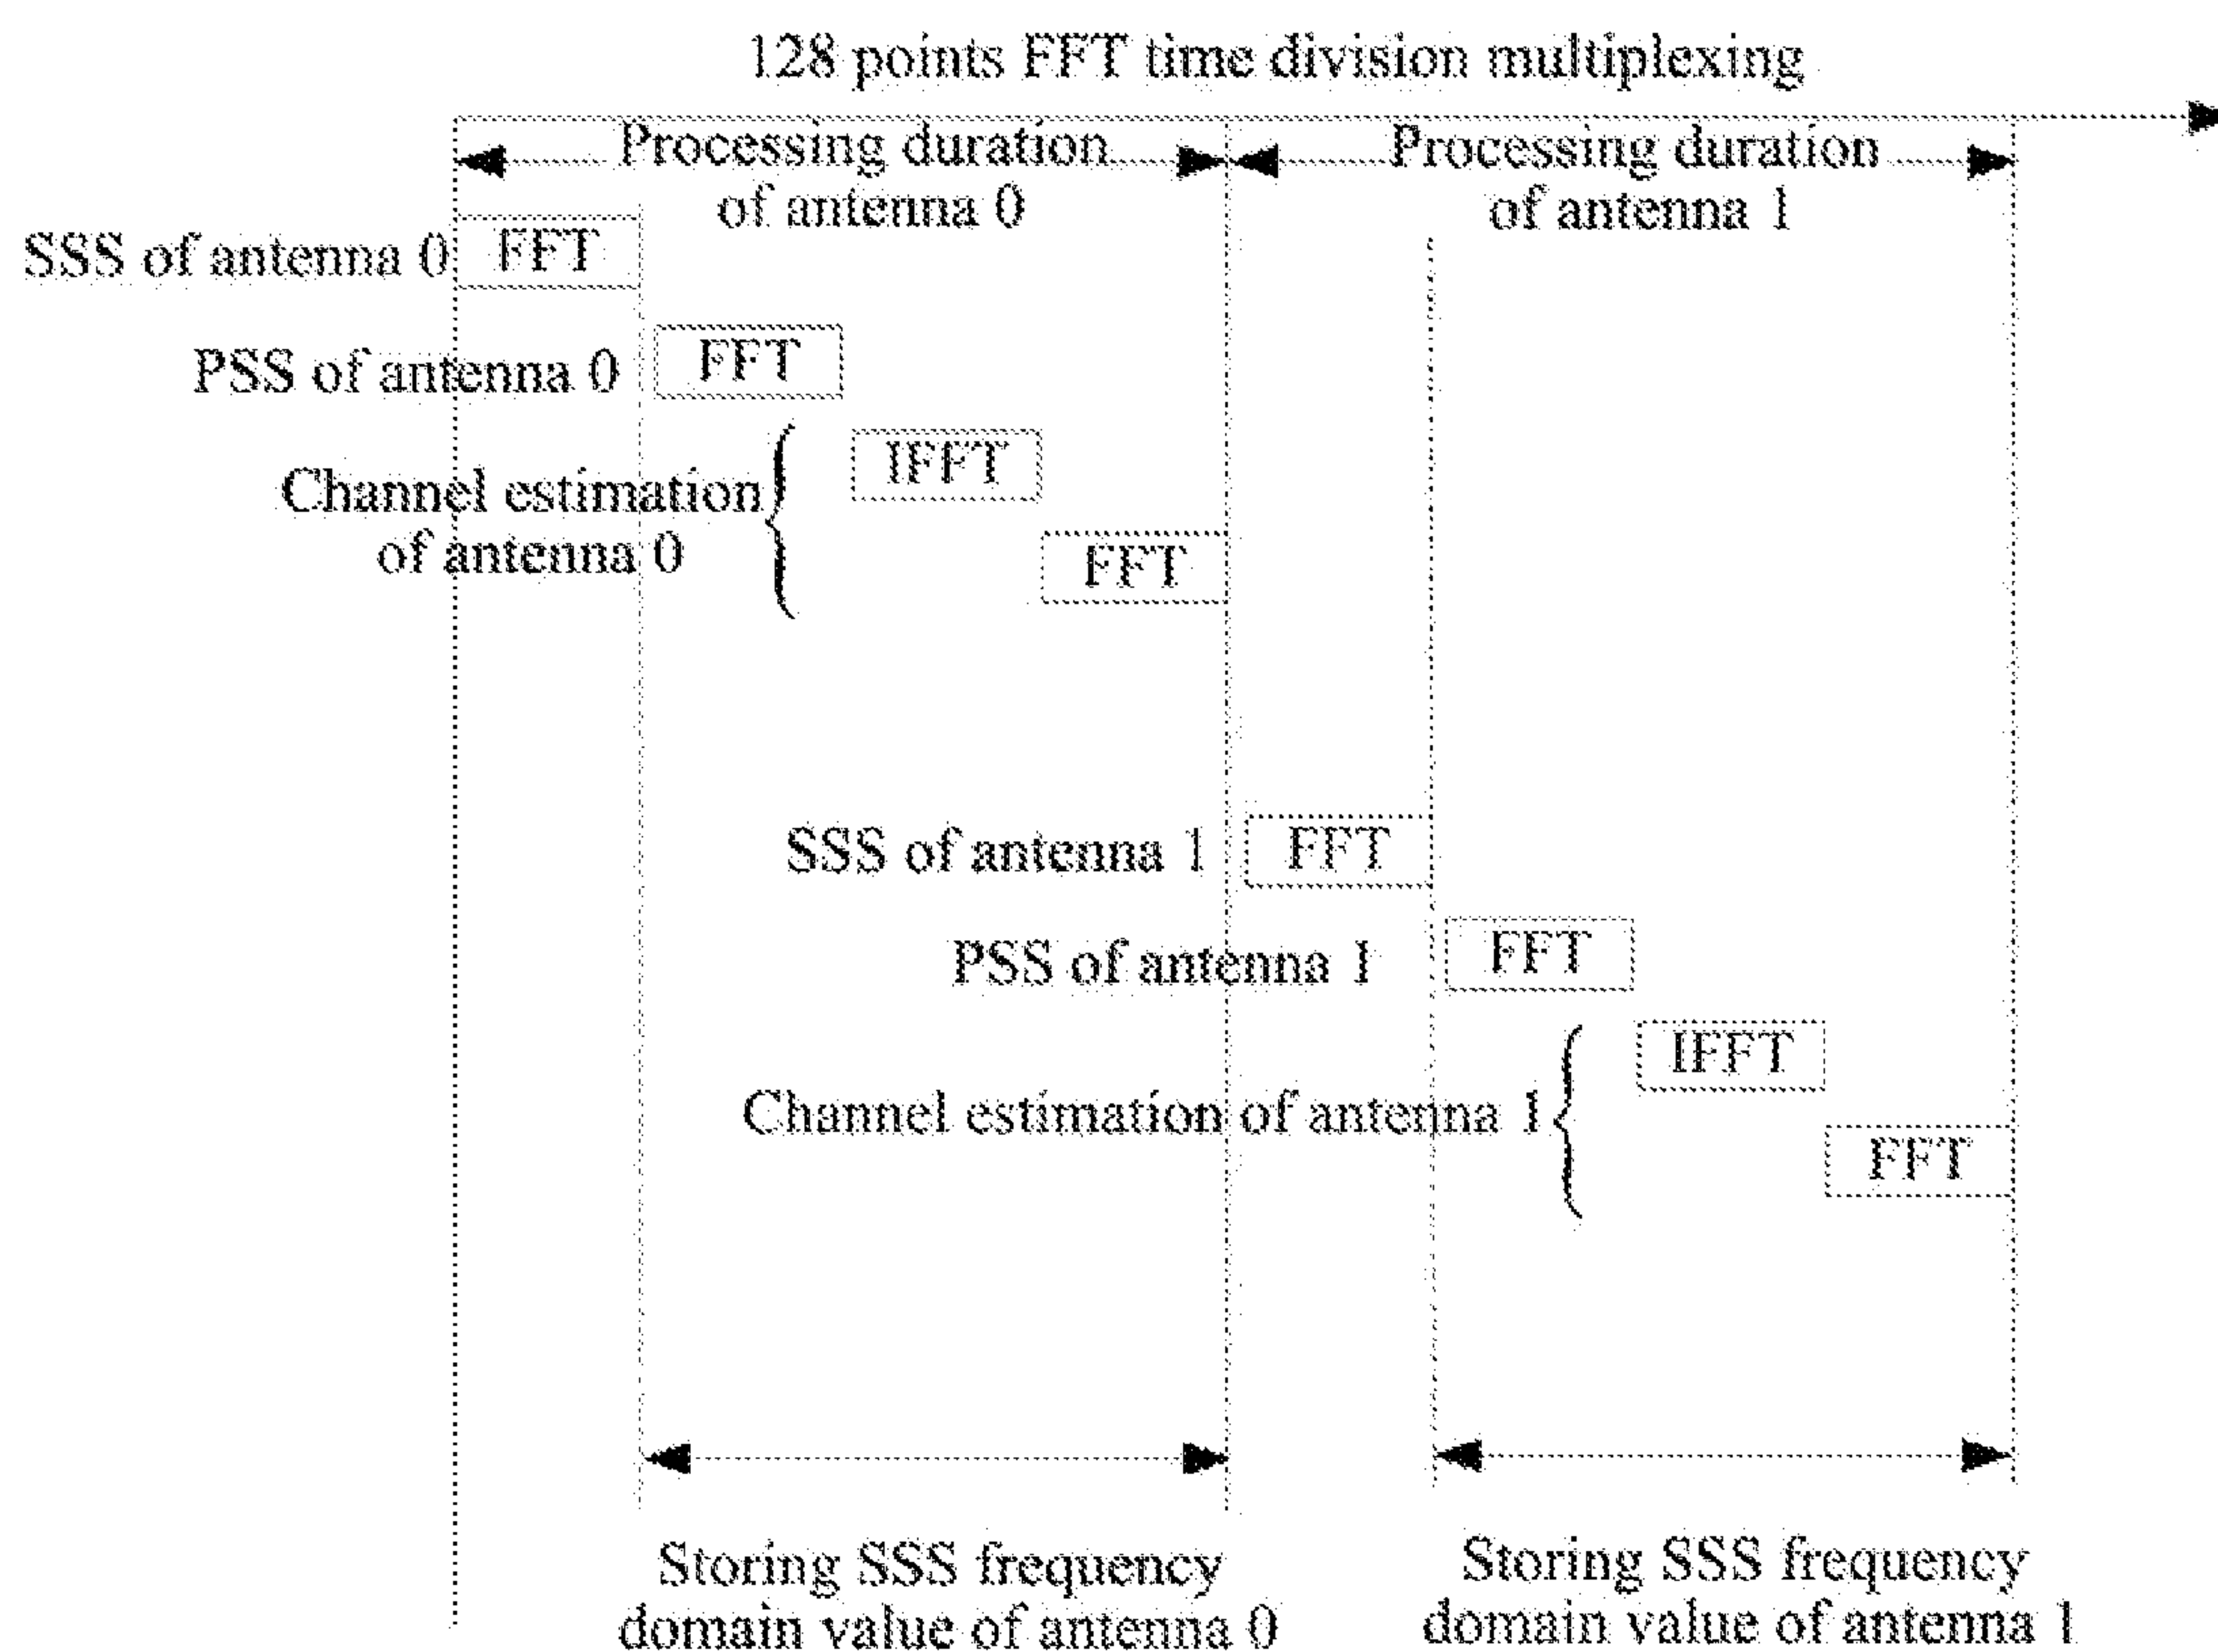 128 points FFT time division multiplexing
Processing duration
of antenna 0
Processing duration
of antenna 1
SSS of antenna 0
FFT
PSS of antenna 0
FFT
Channel estimation
of antenna 0
IFFT
FFT
SSS of antenna 1
FFT
PSS of antenna 1
FFT
Channel estimation of antenna 1
IFFT
FFT
Storing SSS frequency
domain value of antenna 0
Storing SSS frequency
domain value of antenna 1